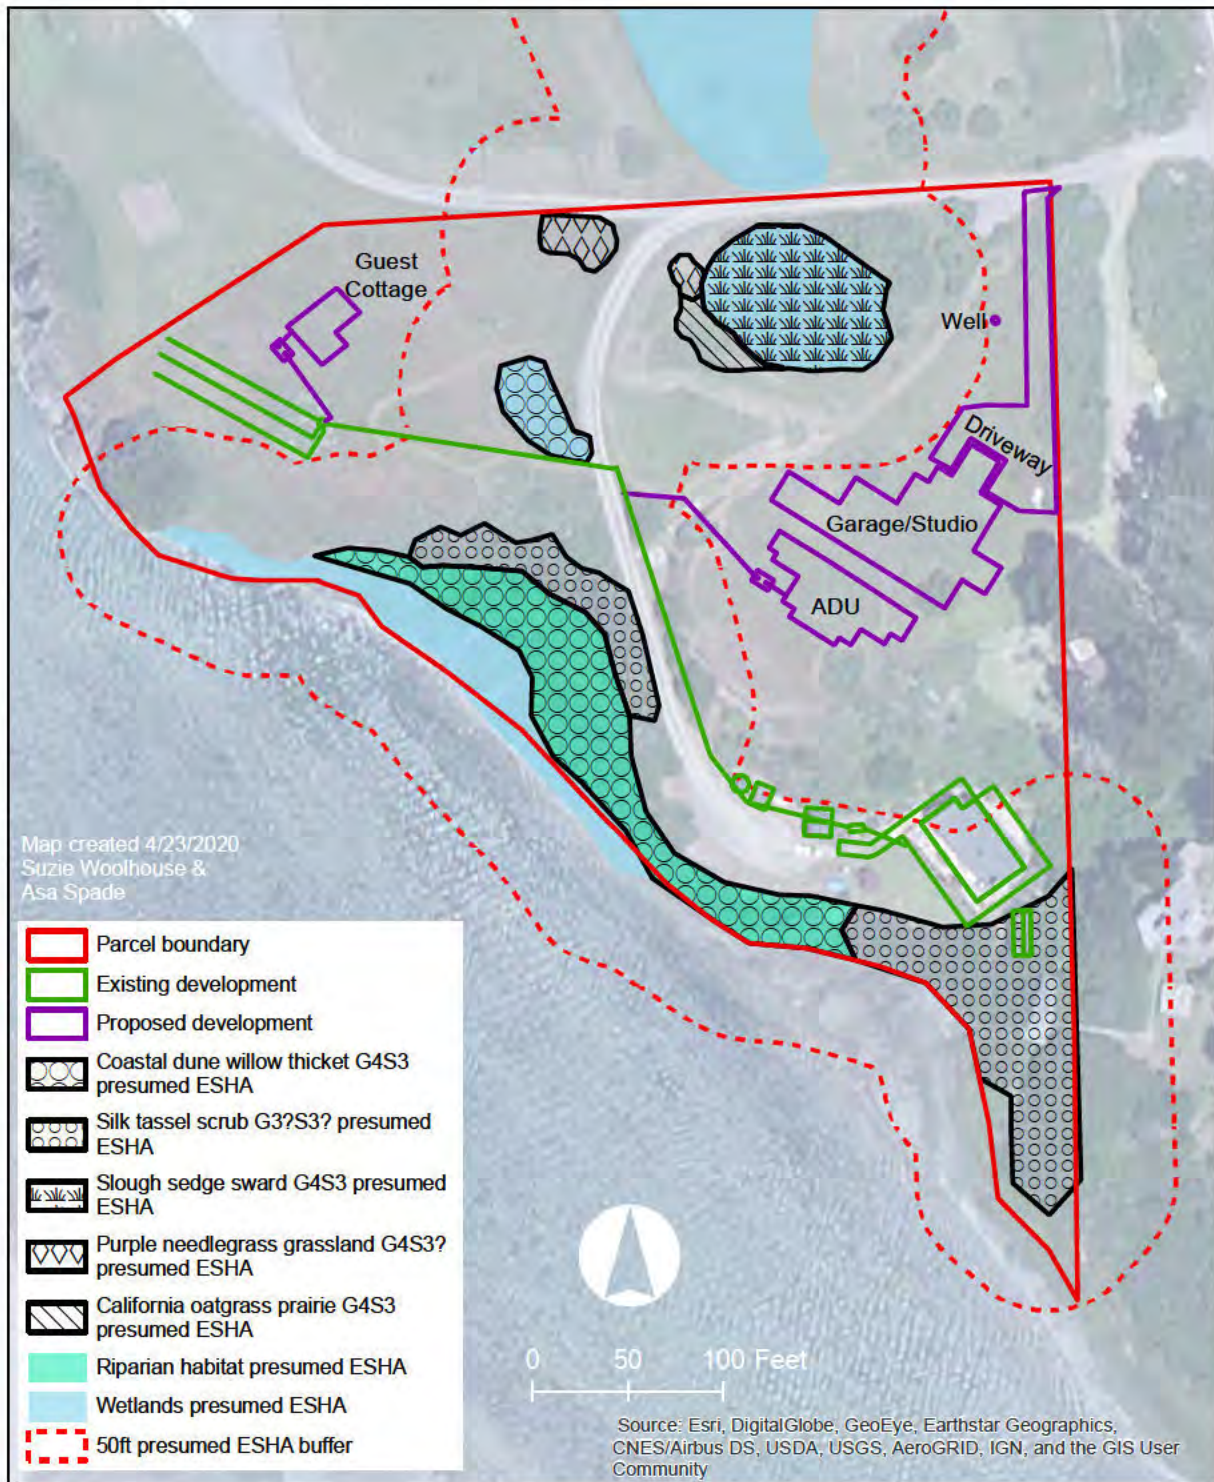 Guest
Cottage
Well
Driveway
Garage/Studio
ADU
Map created 4/23/2020
Suzie Woolhouse &
Asa Spade
Parcel boundary
Existing development
Proposed development
Coastal dune willow thicket G4S3
presumed ESHA
Silk tassel scrub G3?S3? presumed
ESHA
Slough sedge sward G4S3 presumed
ESHA
Purple needlegrass grassland G4S3?
presumed ESHA
California oatgrass prairie G4S3
presumed ESHA
Riparian habitat presumed ESHA
Wetlands presumed ESHA
50ft presumed ESHA buffer
0 50 100 Feet
Source: Esri, DigitalGlobe, GeoEye, Earthstar Geographics,
CNES/Airbus DS, USDA, USGS, AeroGRID, IGN, and the GIS User
Community